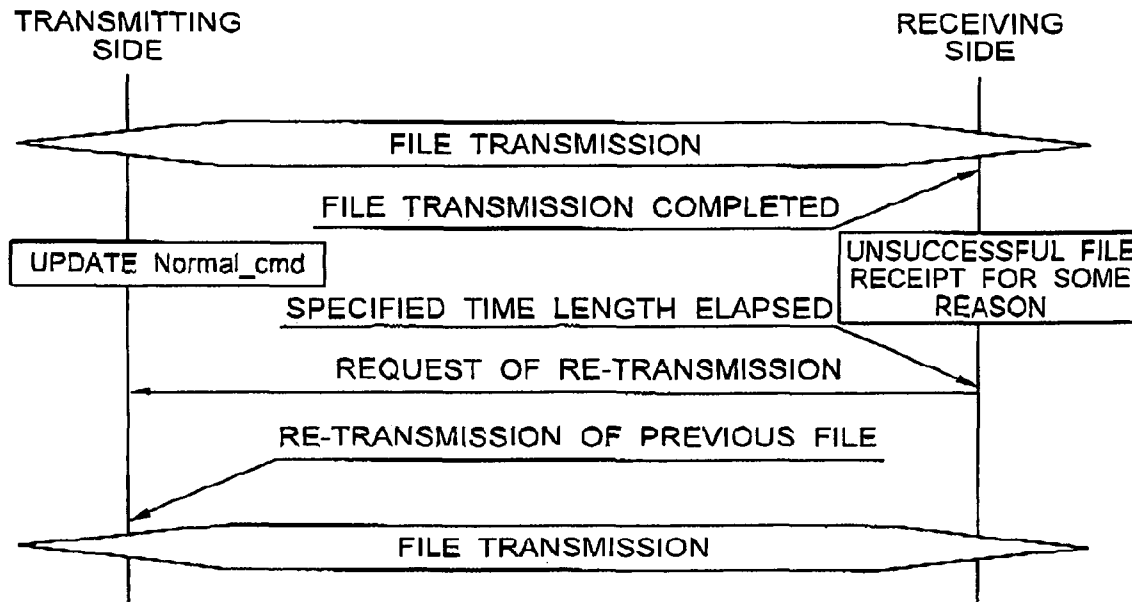 TRANSMITTING
SIDE
RECEIVING
SIDE
FILE TRANSMISSION
FILE TRANSMISSION COMPLETED
UPDATE Normal_cmd
UNSUCCESSFUL FILE
RECEIPT FOR SOME
REASON
SPECIFIED TIME LENGTH ELAPSED
REQUEST OF RE-TRANSMISSION
RE-TRANSMISSION OF PREVIOUS FILE
FILE TRANSMISSION